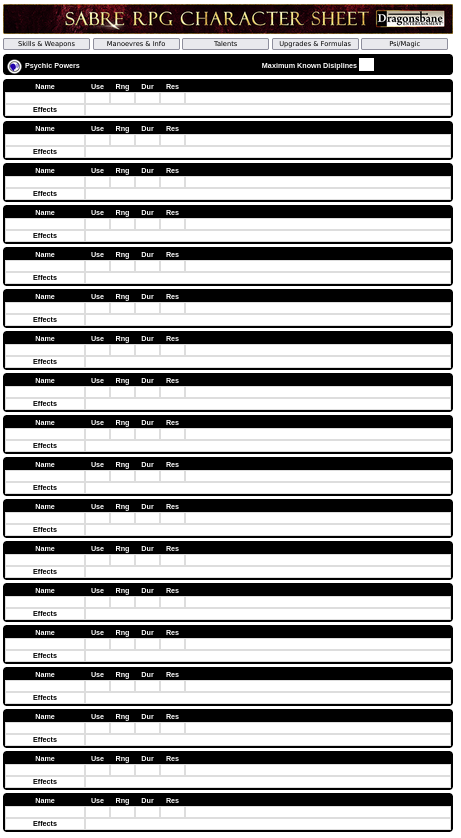 SABRE RPG CHARACTER SHEET Dragonsbane ENTERTAINMENT
Skills & Weapons Manoevres & Info Talents Upgrades & Formulas Psi/Magic
Psychic Powers Maximum Known Disiplines
Name Use Rng Dur Res
Effects
Name Use Rng Dur Res
Effects
Name Use Rng Dur Res
Effects
Name Use Rng Dur Res
Effects
Name Use Rng Dur Res
Effects
Name Use Rng Dur Res
Effects
Name Use Rng Dur Res
Effects
Name Use Rng Dur Res
Effects
Name Use Rng Dur Res
Effects
Name Use Rng Dur Res
Effects
Name Use Rng Dur Res
Effects
Name Use Rng Dur Res
Effects
Name Use Rng Dur Res
Effects
Name Use Rng Dur Res
Effects
Name Use Rng Dur Res
Effects
Name Use Rng Dur Res
Effects
Name Use Rng Dur Res
Effects
Name Use Rng Dur Res
Effects